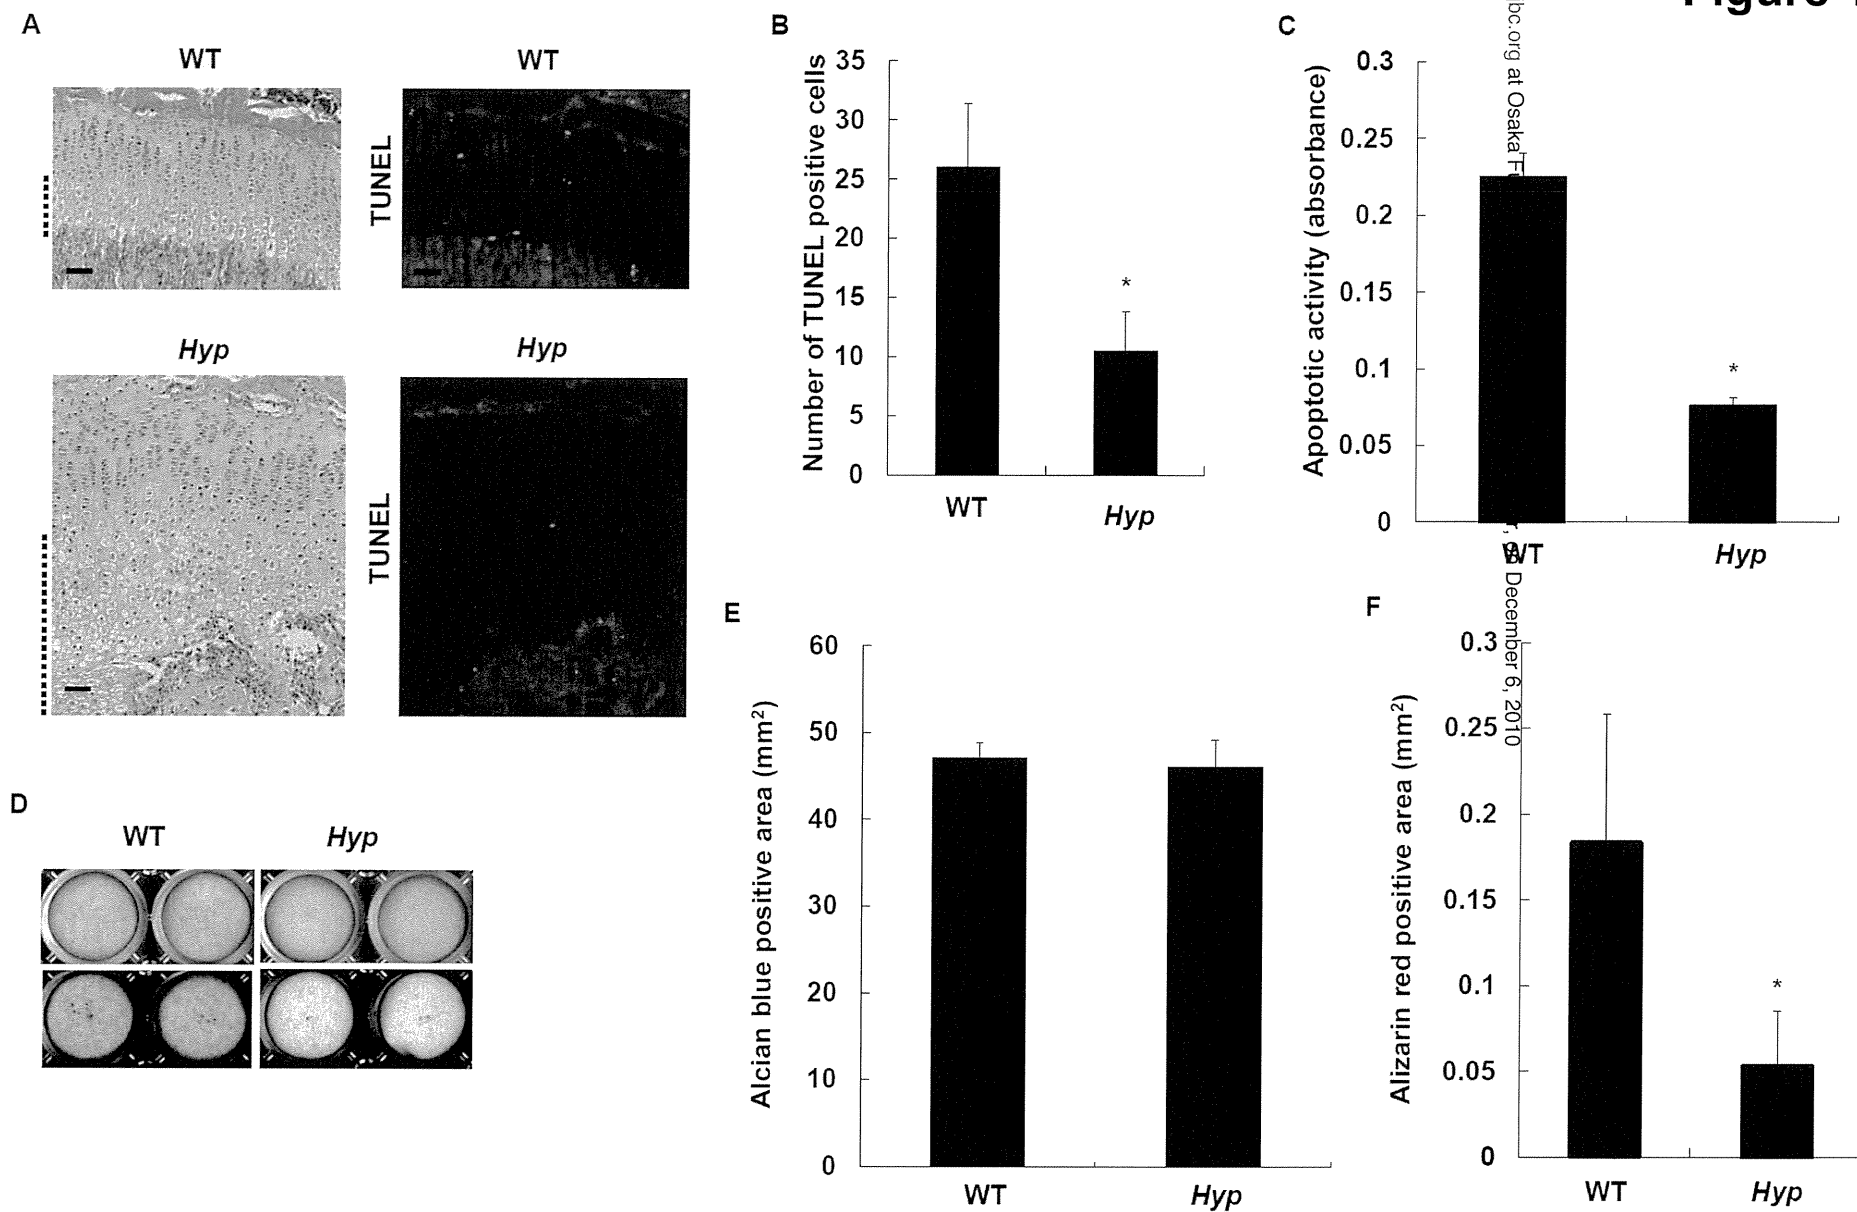 A
WT
WT
TUNEL
Hyp
Hyp
TUNEL
B
Number of TUNEL positive cells
35
30
25
20
15
10
5
0
*
WT
Hyp
C
Apoptotic activity (absorbance)
0.3
0.25
0.2
0.15
0.1
0.05
0
*
WT
Hyp
jbc.org at Osaka
December 6, 2010
D
WT
Hyp
E
Alcian blue positive area (mm²)
60
50
40
30
20
10
0
WT
Hyp
F
Alizarin red positive area (mm²)
0.3
0.25
0.2
0.15
0.1
0.05
0
*
WT
Hyp